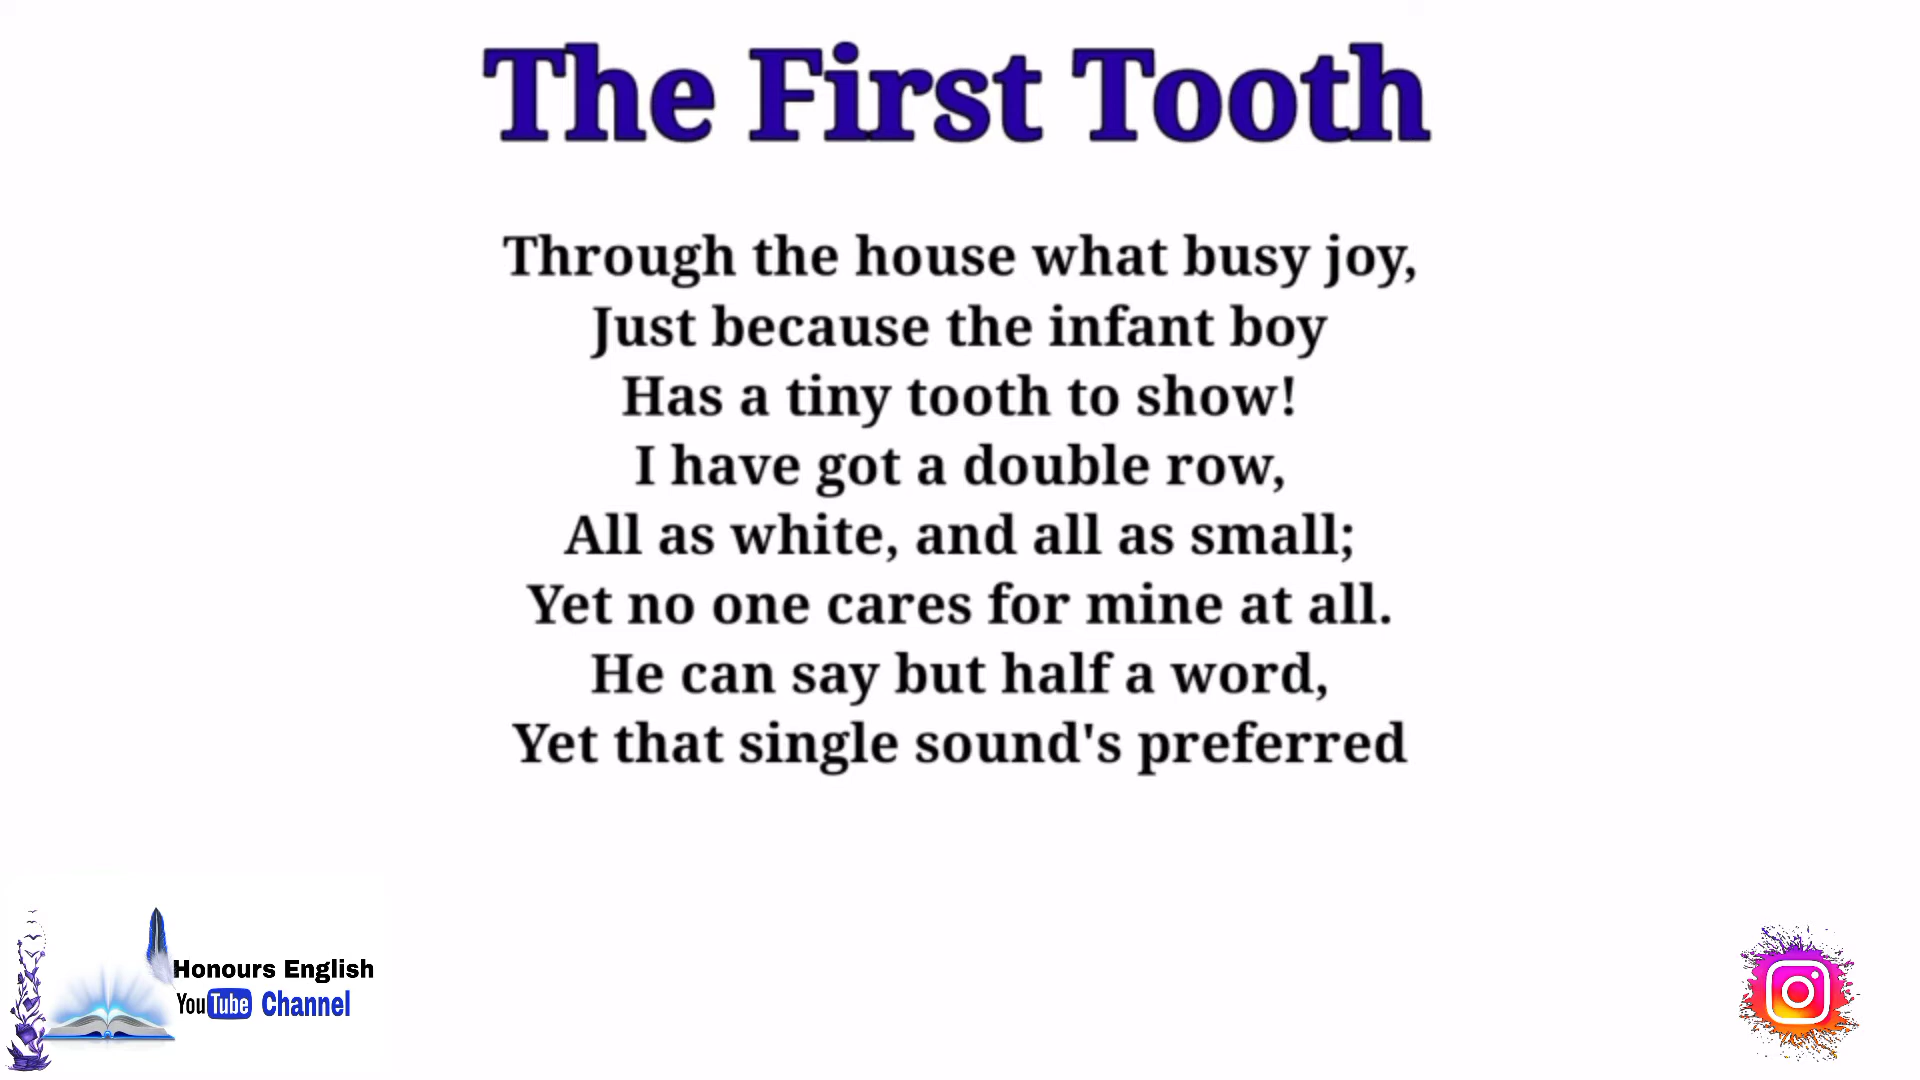 The First Tooth
Through the house what busy joy,
Just because the infant boy
Has a tiny tooth to show!
I have got a double row,
All as white, and all as small;
Yet no one cares for mine at all.
He can say but half a word,
Yet that single sound's preferred
Honours English
YouTube Channel